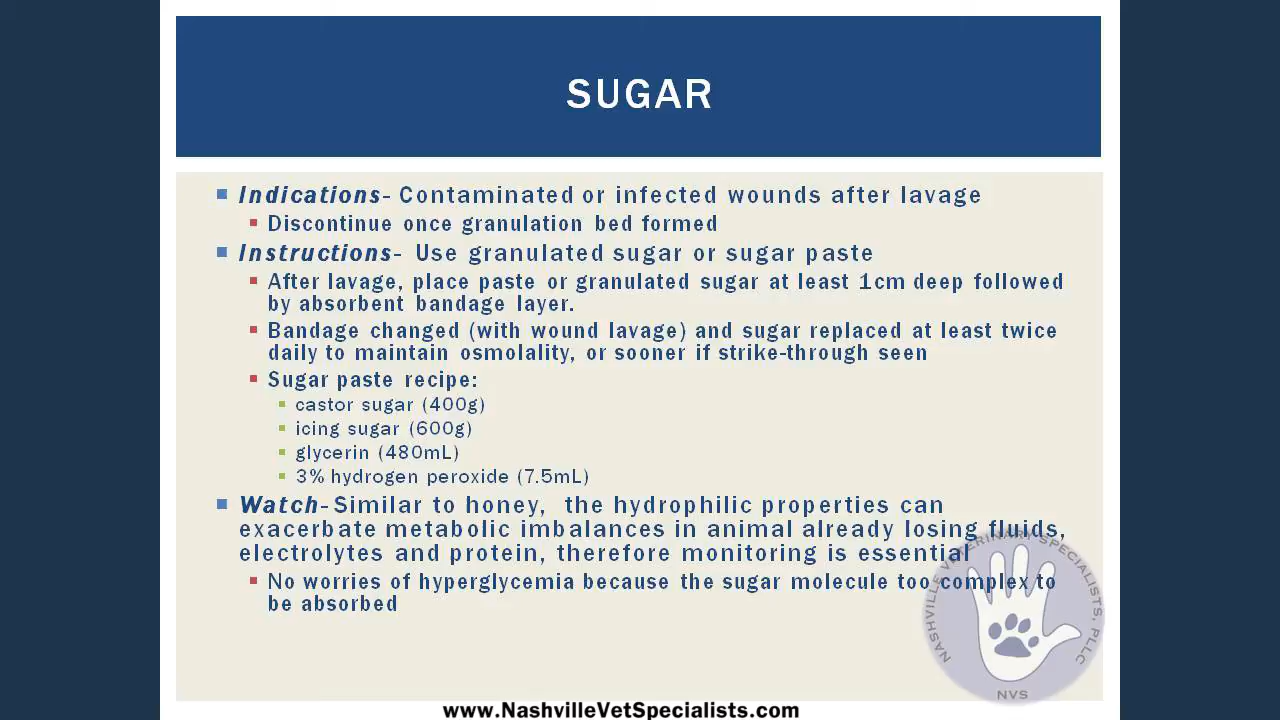 SUGAR
Indications- Contaminated or infected wounds after lavage
Discontinue once granulation bed formed
Instructions- Use granulated sugar or sugar paste
After lavage, place paste or granulated sugar at least 1cm deep followed
by absorbent bandage layer.
Bandage changed (with wound lavage) and sugar replaced at least twice
daily to maintain osmolality, or sooner if strike-through seen
Sugar paste recipe:
castor sugar (400g)
icing sugar (600g)
glycerin (480mL)
3% hydrogen peroxide (7.5mL)
Watch- Similar to honey, the hydrophilic properties can
exacerbate metabolic imbalances in animal already losing fluids,
electrolytes and protein, therefore monitoring is essential
No worries of hyperglycemia because the sugar molecule too complex to
be absorbed
NASHVILLE VETERINARY SPECIALISTS, PLLC
NVS
www.NashvilleVetSpecialists.com